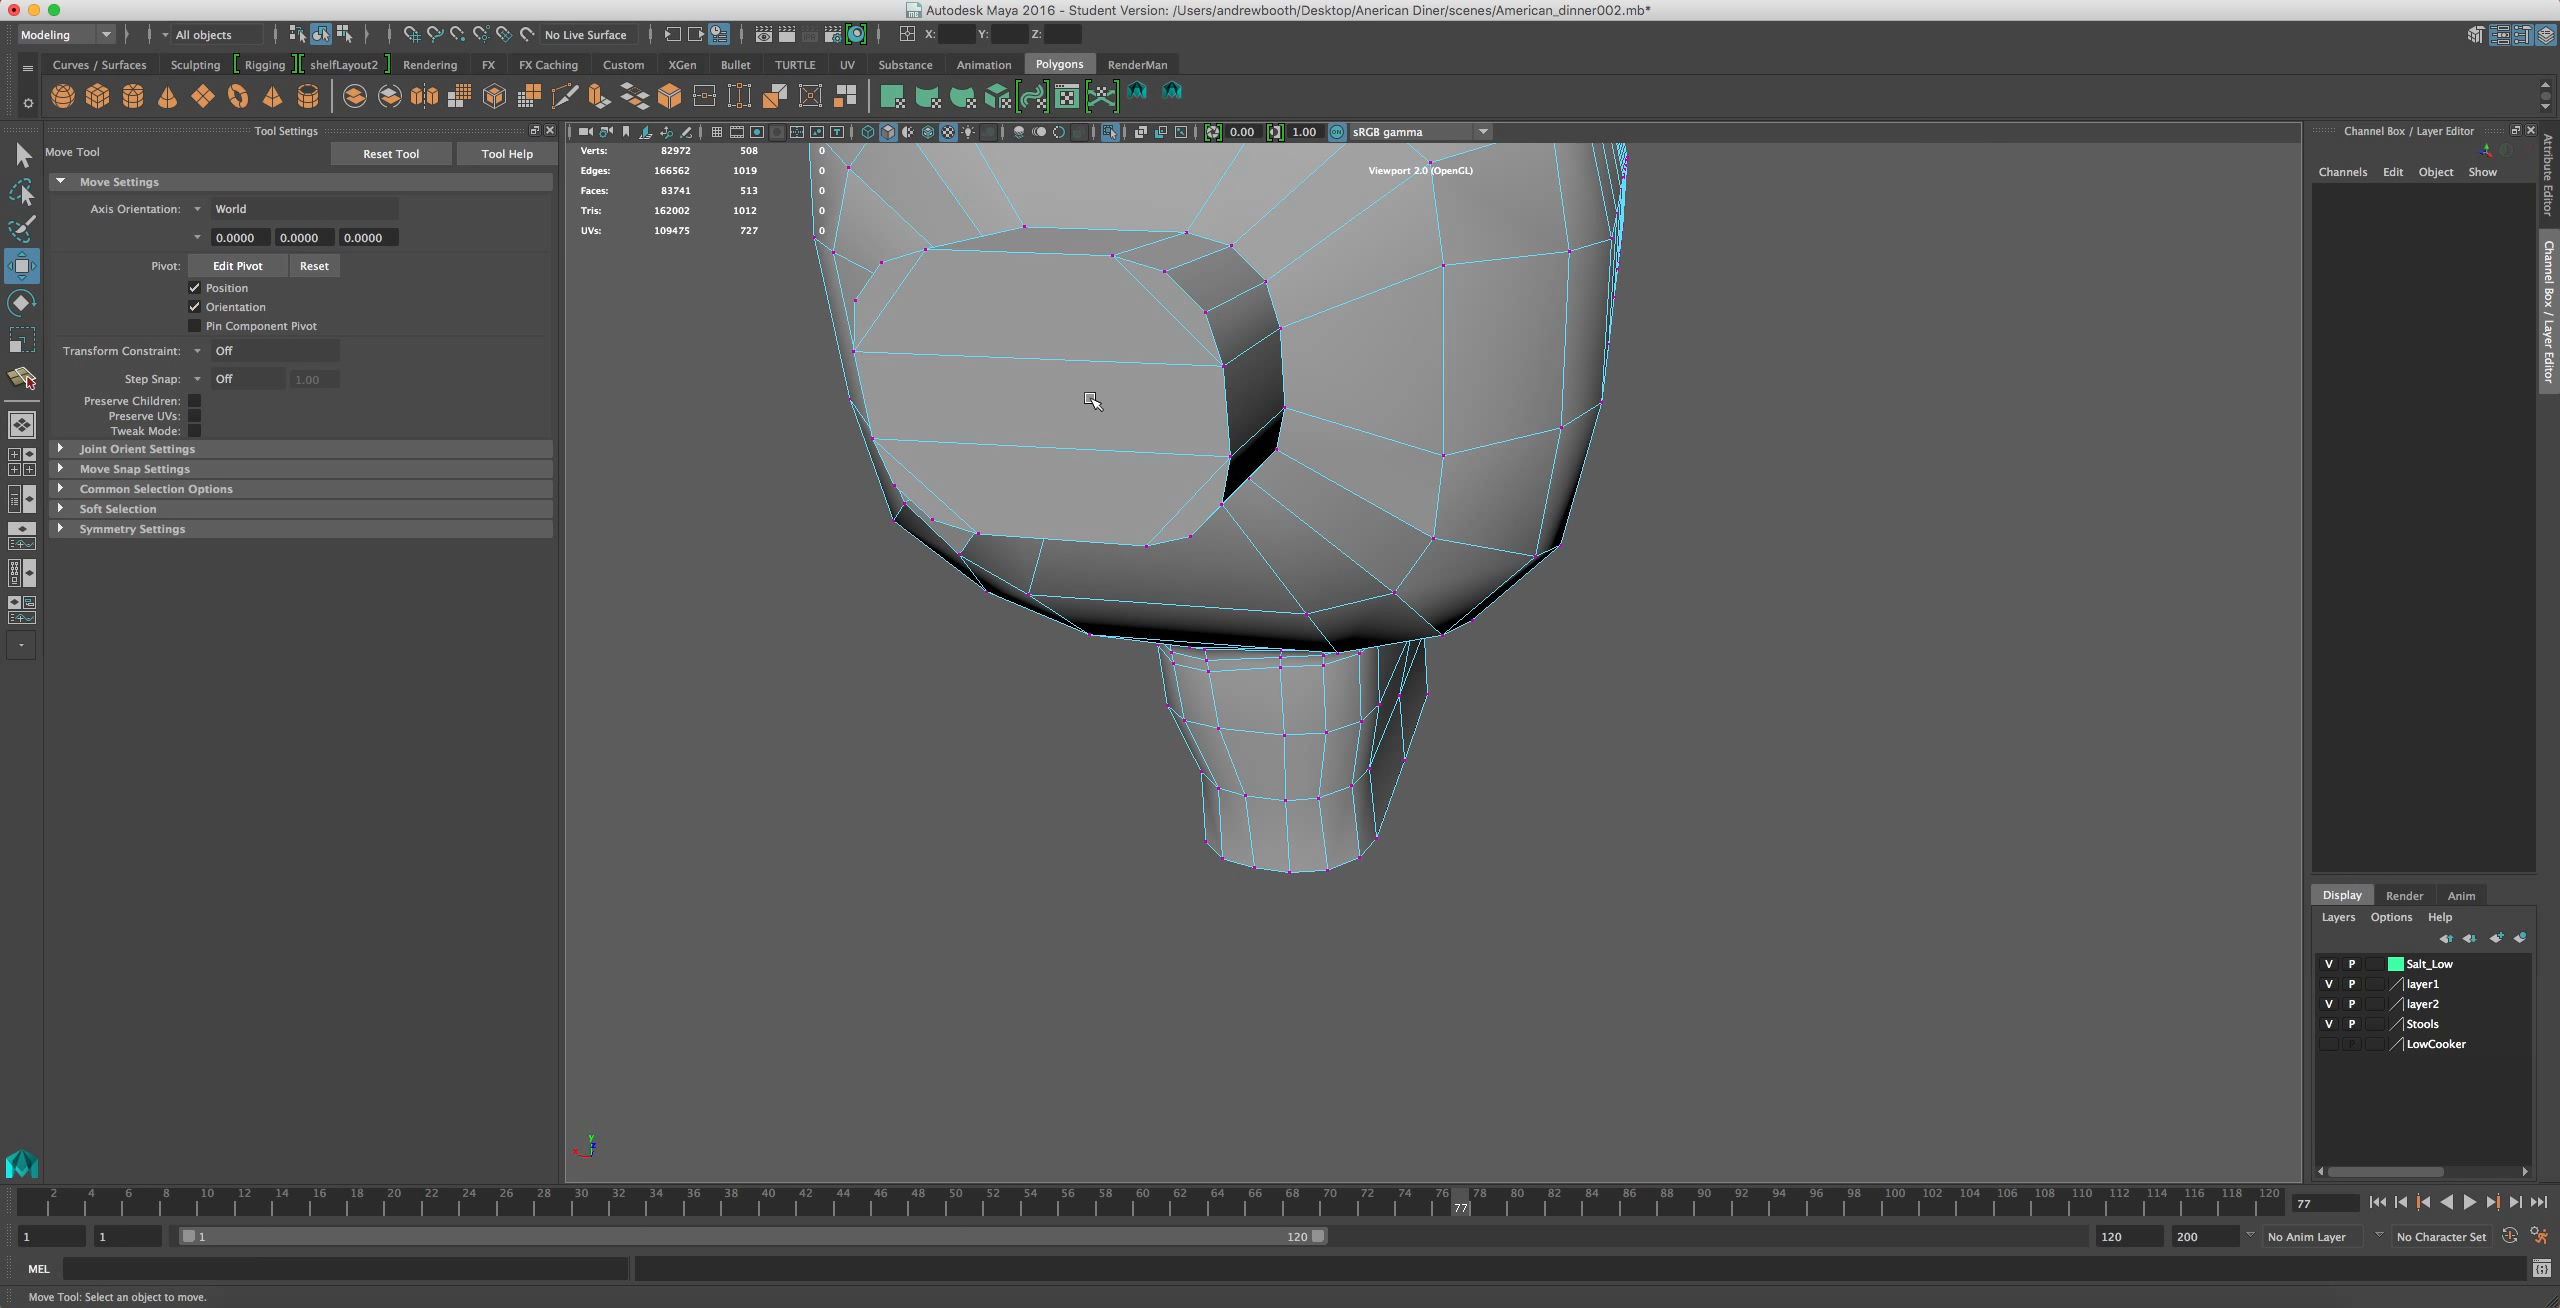 Autodesk Maya 2016 - Student Version: /Users/andrewbooth/Desktop/Anerican Diner/scenes/American_dinner002.mb*
Modeling All objects No Live Surface X: Y: Z:
Curves / Surfaces Sculpting Rigging shelfLayout2 Rendering FX FX Caching Custom XGen Bullet TURTLE UV Substance Animation Polygons RenderMan
Tool Settings
Move Tool Reset Tool Tool Help
Move Settings
Axis Orientation: World
0.0000 0.0000 0.0000
Pivot: Edit Pivot Reset
Position
Orientation
Pin Component Pivot
Transform Constraint: Off
Step Snap: Off 1.00
Preserve Children:
Preserve UVs:
Tweak Mode:
Joint Orient Settings
Move Snap Settings
Common Selection Options
Soft Selection
Symmetry Settings
0.00 1.00 ON sRGB gamma
Verts: 82972 508 0
Edges: 166562 1019 0
Faces: 83741 513 0
Tris: 162002 1012 0
UVs: 109475 727 0
Viewport 2.0 (OpenGL)
y
x
Channel Box / Layer Editor
Channels Edit Object Show
Attribute Editor
Channel Box / Layer Editor
Display Render Anim
Layers Options Help
V P Salt_Low
V P layer1
V P layer2
V P Stools
P LowCooker
2 4 6 8 10 12 14 16 18 20 22 24 26 28 30 32 34 36 38 40 42 44 46 48 50 52 54 56 58 60 62 64 66 68 70 72 74 76 78 80 82 84 86 88 90 92 94 96 98 100 102 104 106 108 110 112 114 116 118 120
77 77
1 1 1 120 120 200 No Anim Layer No Character Set
MEL
Move Tool: Select an object to move.